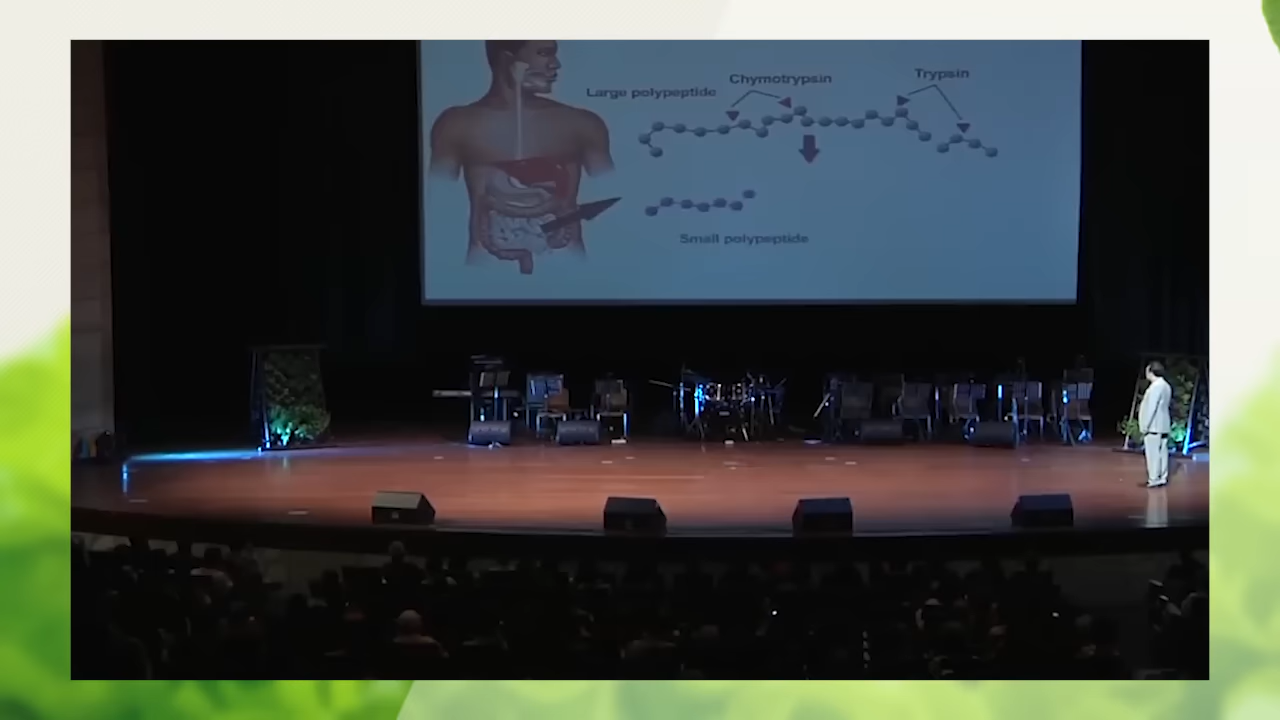 Chymotrypsin
Trypsin
Large polypeptide
Small polypeptide